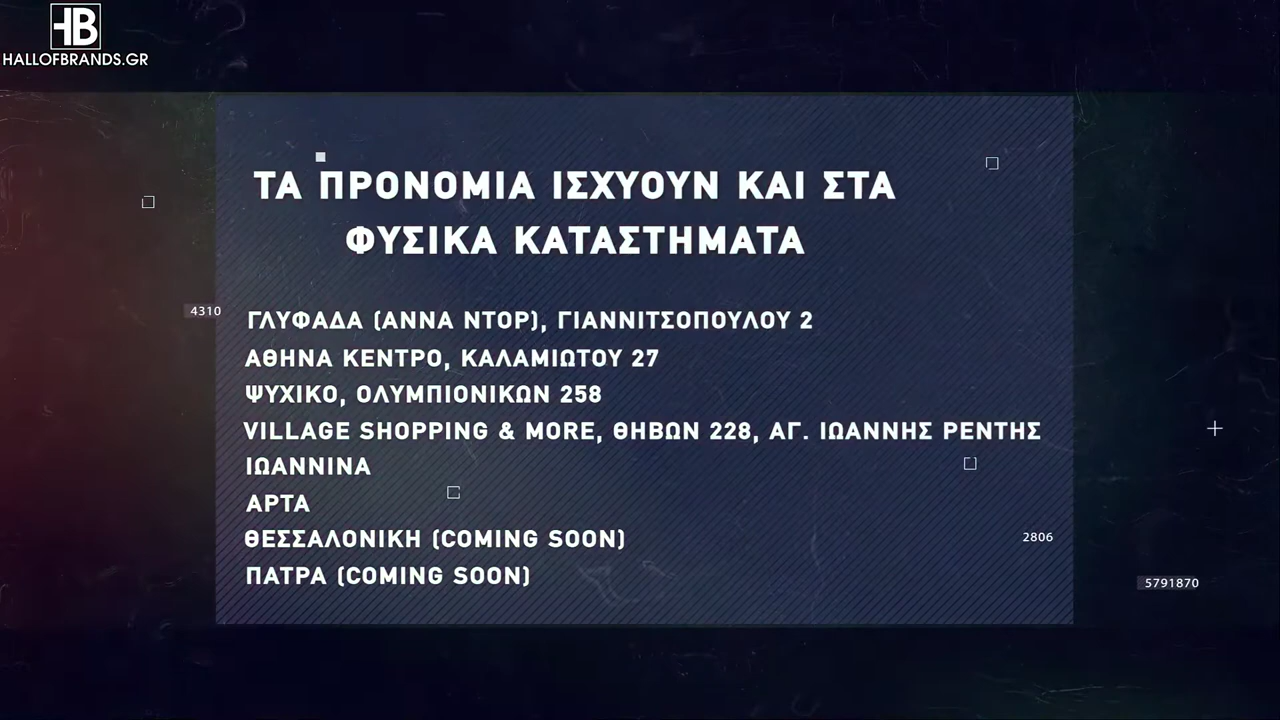 HB
HALLOFBRANDS.GR
ΤΑ ΠΡΟΝΟΜΙΑ ΙΣΧΥΟΥΝ ΚΑΙ ΣΤΑ
ΦΥΣΙΚΑ ΚΑΤΑΣΤΗΜΑΤΑ
4310
ΓΛΥΦΑΔΑ (ΑΝΝΑ ΝΤΟΡ), ΓΙΑΝΝΙΤΣΟΠΟΥΛΟΥ 2
ΑΘΗΝΑ ΚΕΝΤΡΟ, ΚΑΛΑΜΙΩΤΟΥ 27
ΨΥΧΙΚΟ, ΟΛΥΜΠΙΟΝΙΚΩΝ 258
VILLAGE SHOPPING & MORE, ΘΗΒΩΝ 228, ΑΓ. ΙΩΑΝΝΗΣ ΡΕΝΤΗΣ
ΙΩΑΝΝΙΝΑ
ΑΡΤΑ
ΘΕΣΣΑΛΟΝΙΚΗ (COMING SOON)
2806
ΠΑΤΡΑ (COMING SOON)
5791870